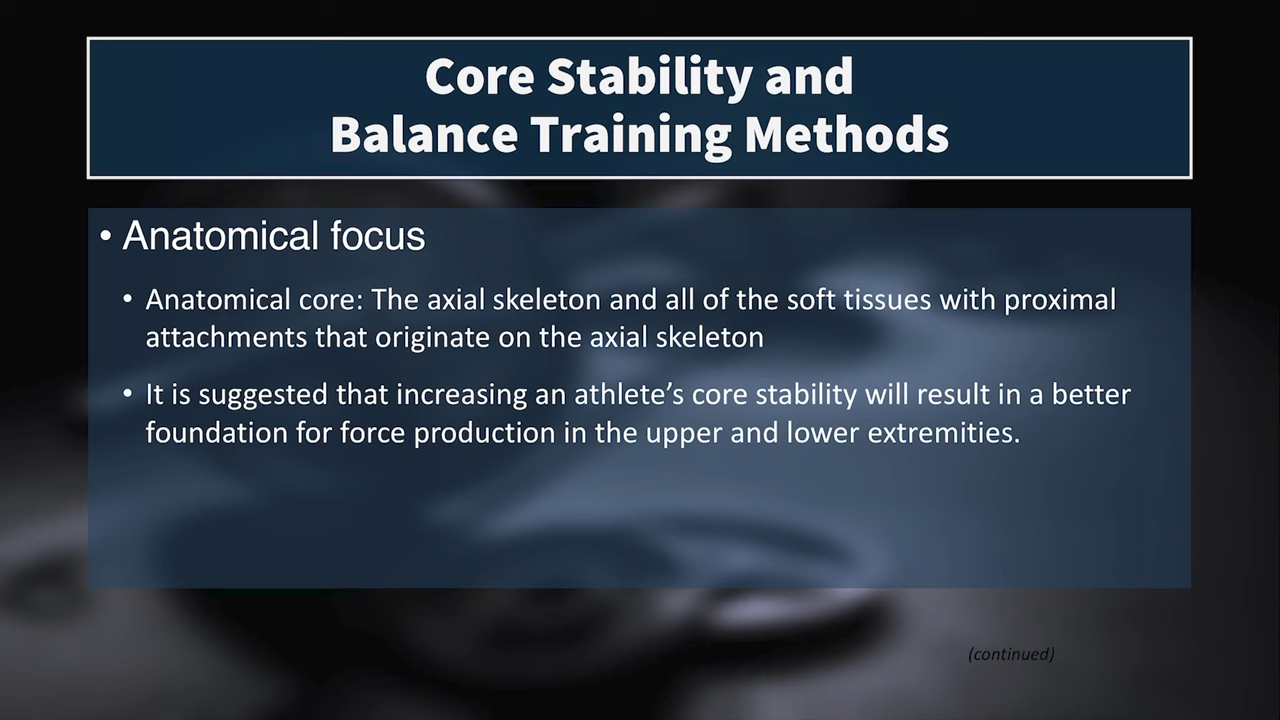 Core Stability and
Balance Training Methods
• Anatomical focus
• Anatomical core: The axial skeleton and all of the soft tissues with proximal
attachments that originate on the axial skeleton
• It is suggested that increasing an athlete’s core stability will result in a better
foundation for force production in the upper and lower extremities.
(continued)